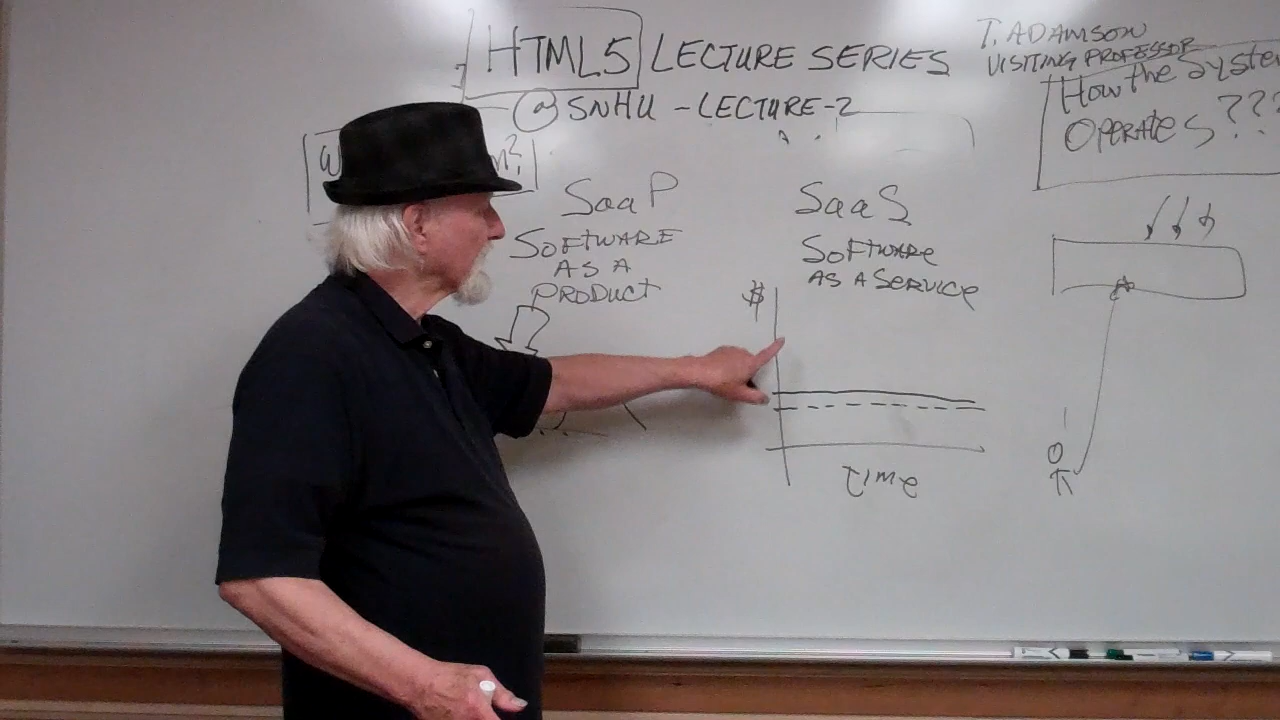 HTML5 LECTURE SERIES
@ SNHU - LECTURE-2
T. ADAMSON
VISITING PROFESSOR
How the System
OPERATES???
SaaP
SOFTWARE
AS A
PRODUCT
SaaS
SOFTWARE
AS A SERVICE
$
TIME